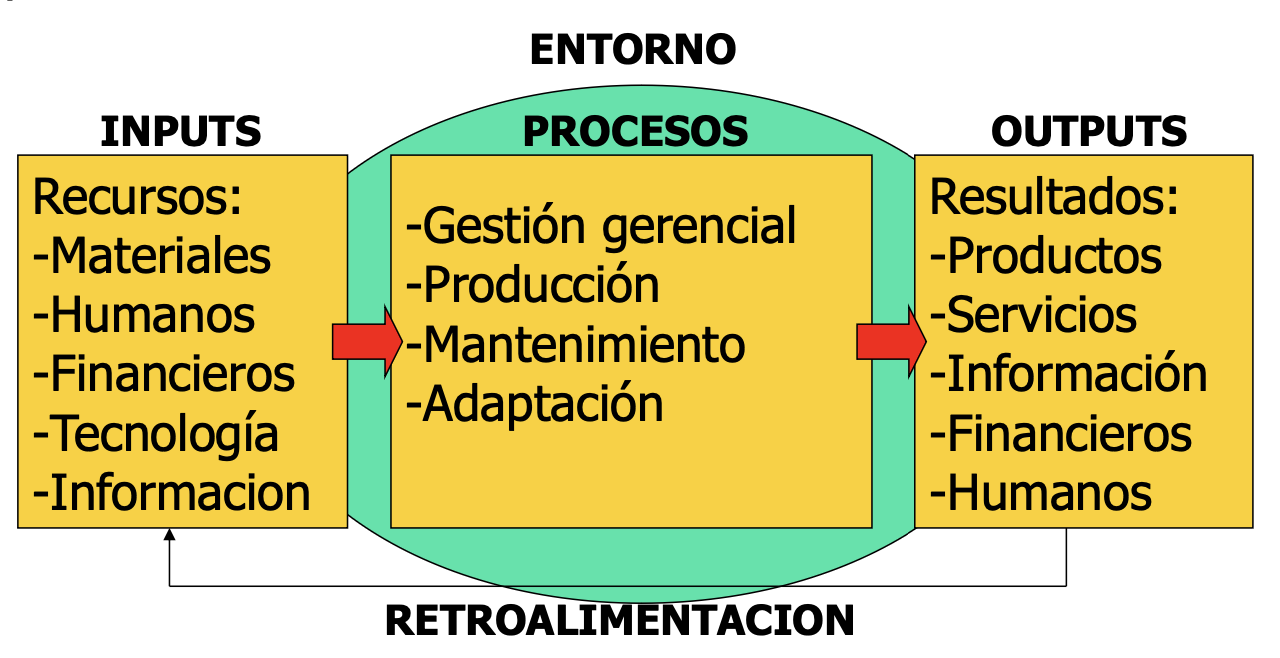 ENTORNO
INPUTS
Recursos:
-Materiales
-Humanos
-Financieros
-Tecnología
-Informacion
PROCESOS
-Gestión gerencial
-Producción
-Mantenimiento
-Adaptación
OUTPUTS
Resultados:
-Productos
-Servicios
-Información
-Financieros
-Humanos
RETROALIMENTACION